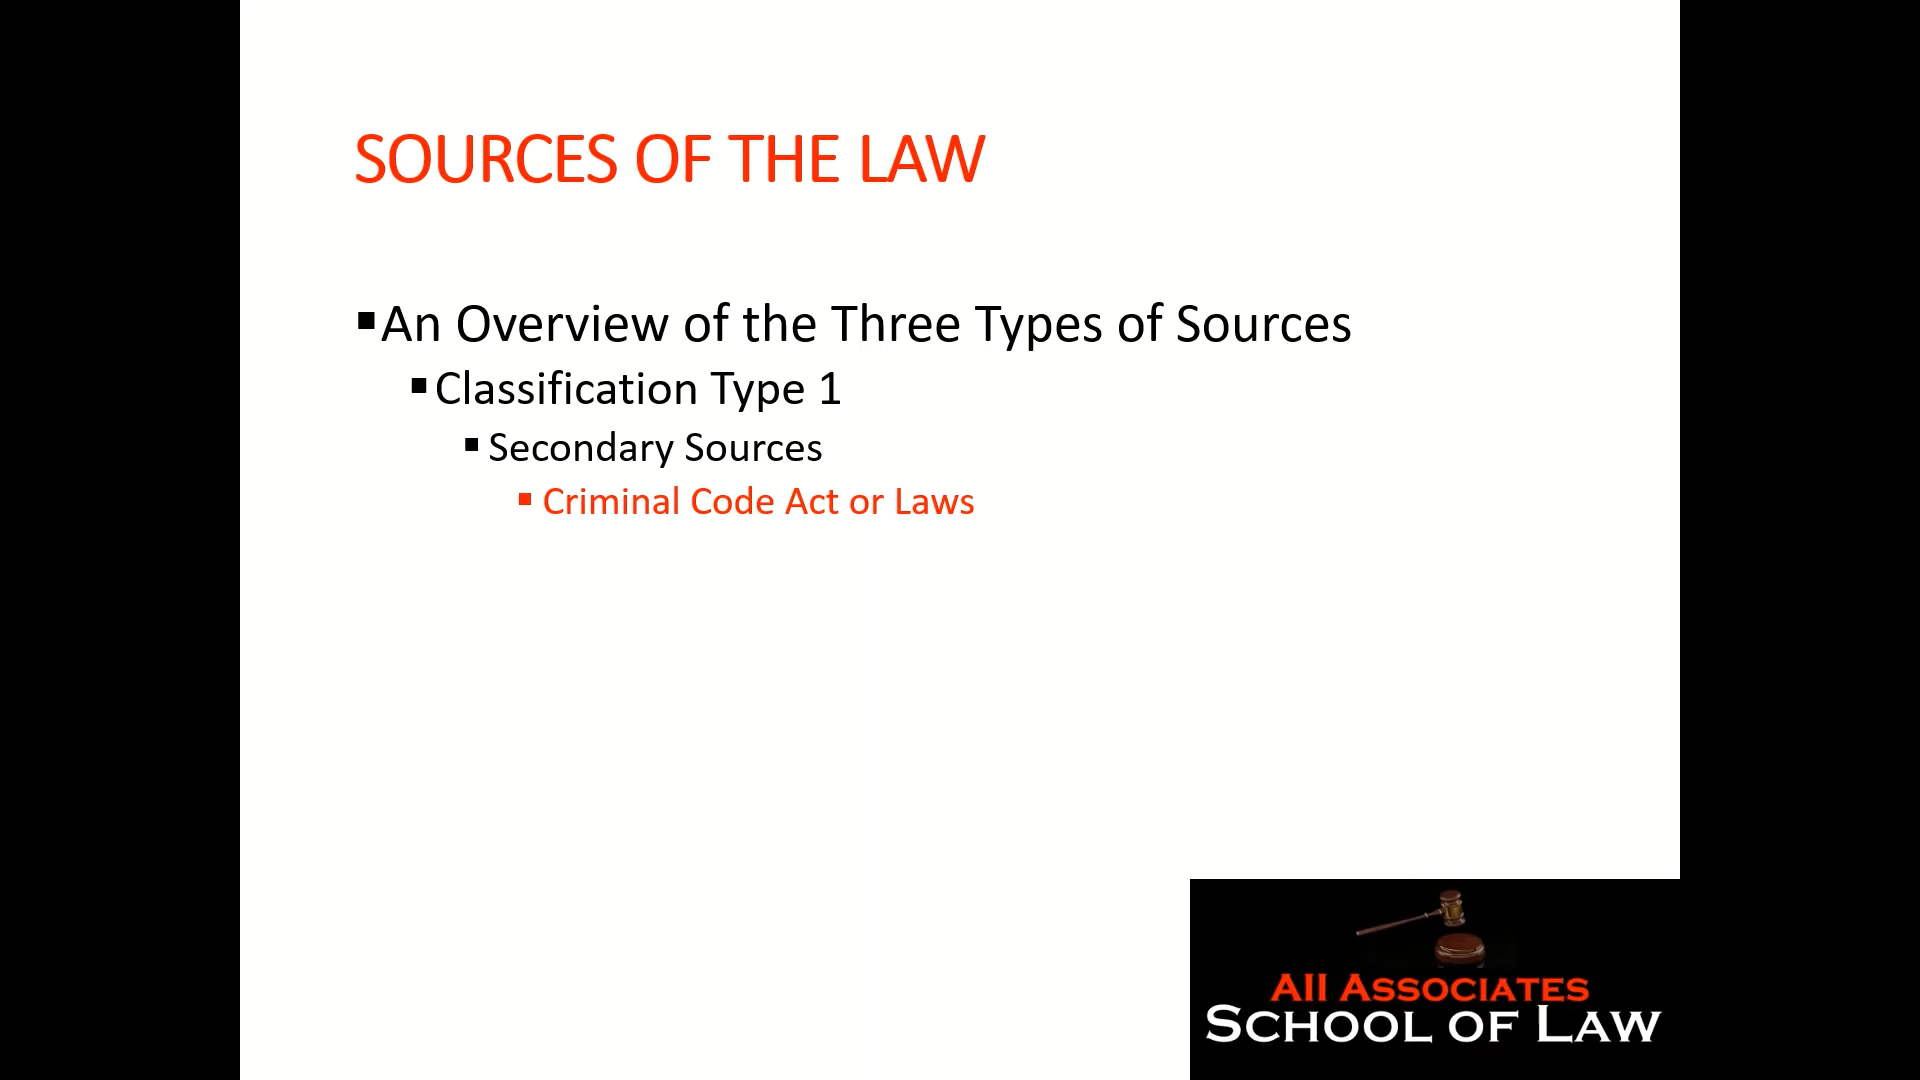 SOURCES OF THE LAW
▪An Overview of the Three Types of Sources
▪Classification Type 1
▪Secondary Sources
▪Criminal Code Act or Laws
AII ASSOCIATES
SCHOOL OF LAW